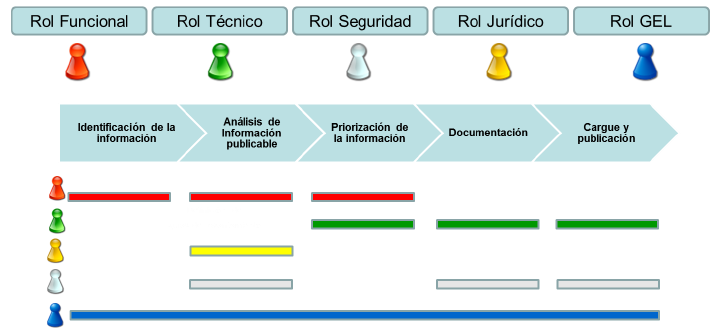 Rol Funcional
Rol Técnico
Rol Seguridad
Rol Jurídico
Rol GEL
Identificación de la
información
Análisis de
Información
publicable
Priorización de
la información
Documentación
Cargue y
publicación